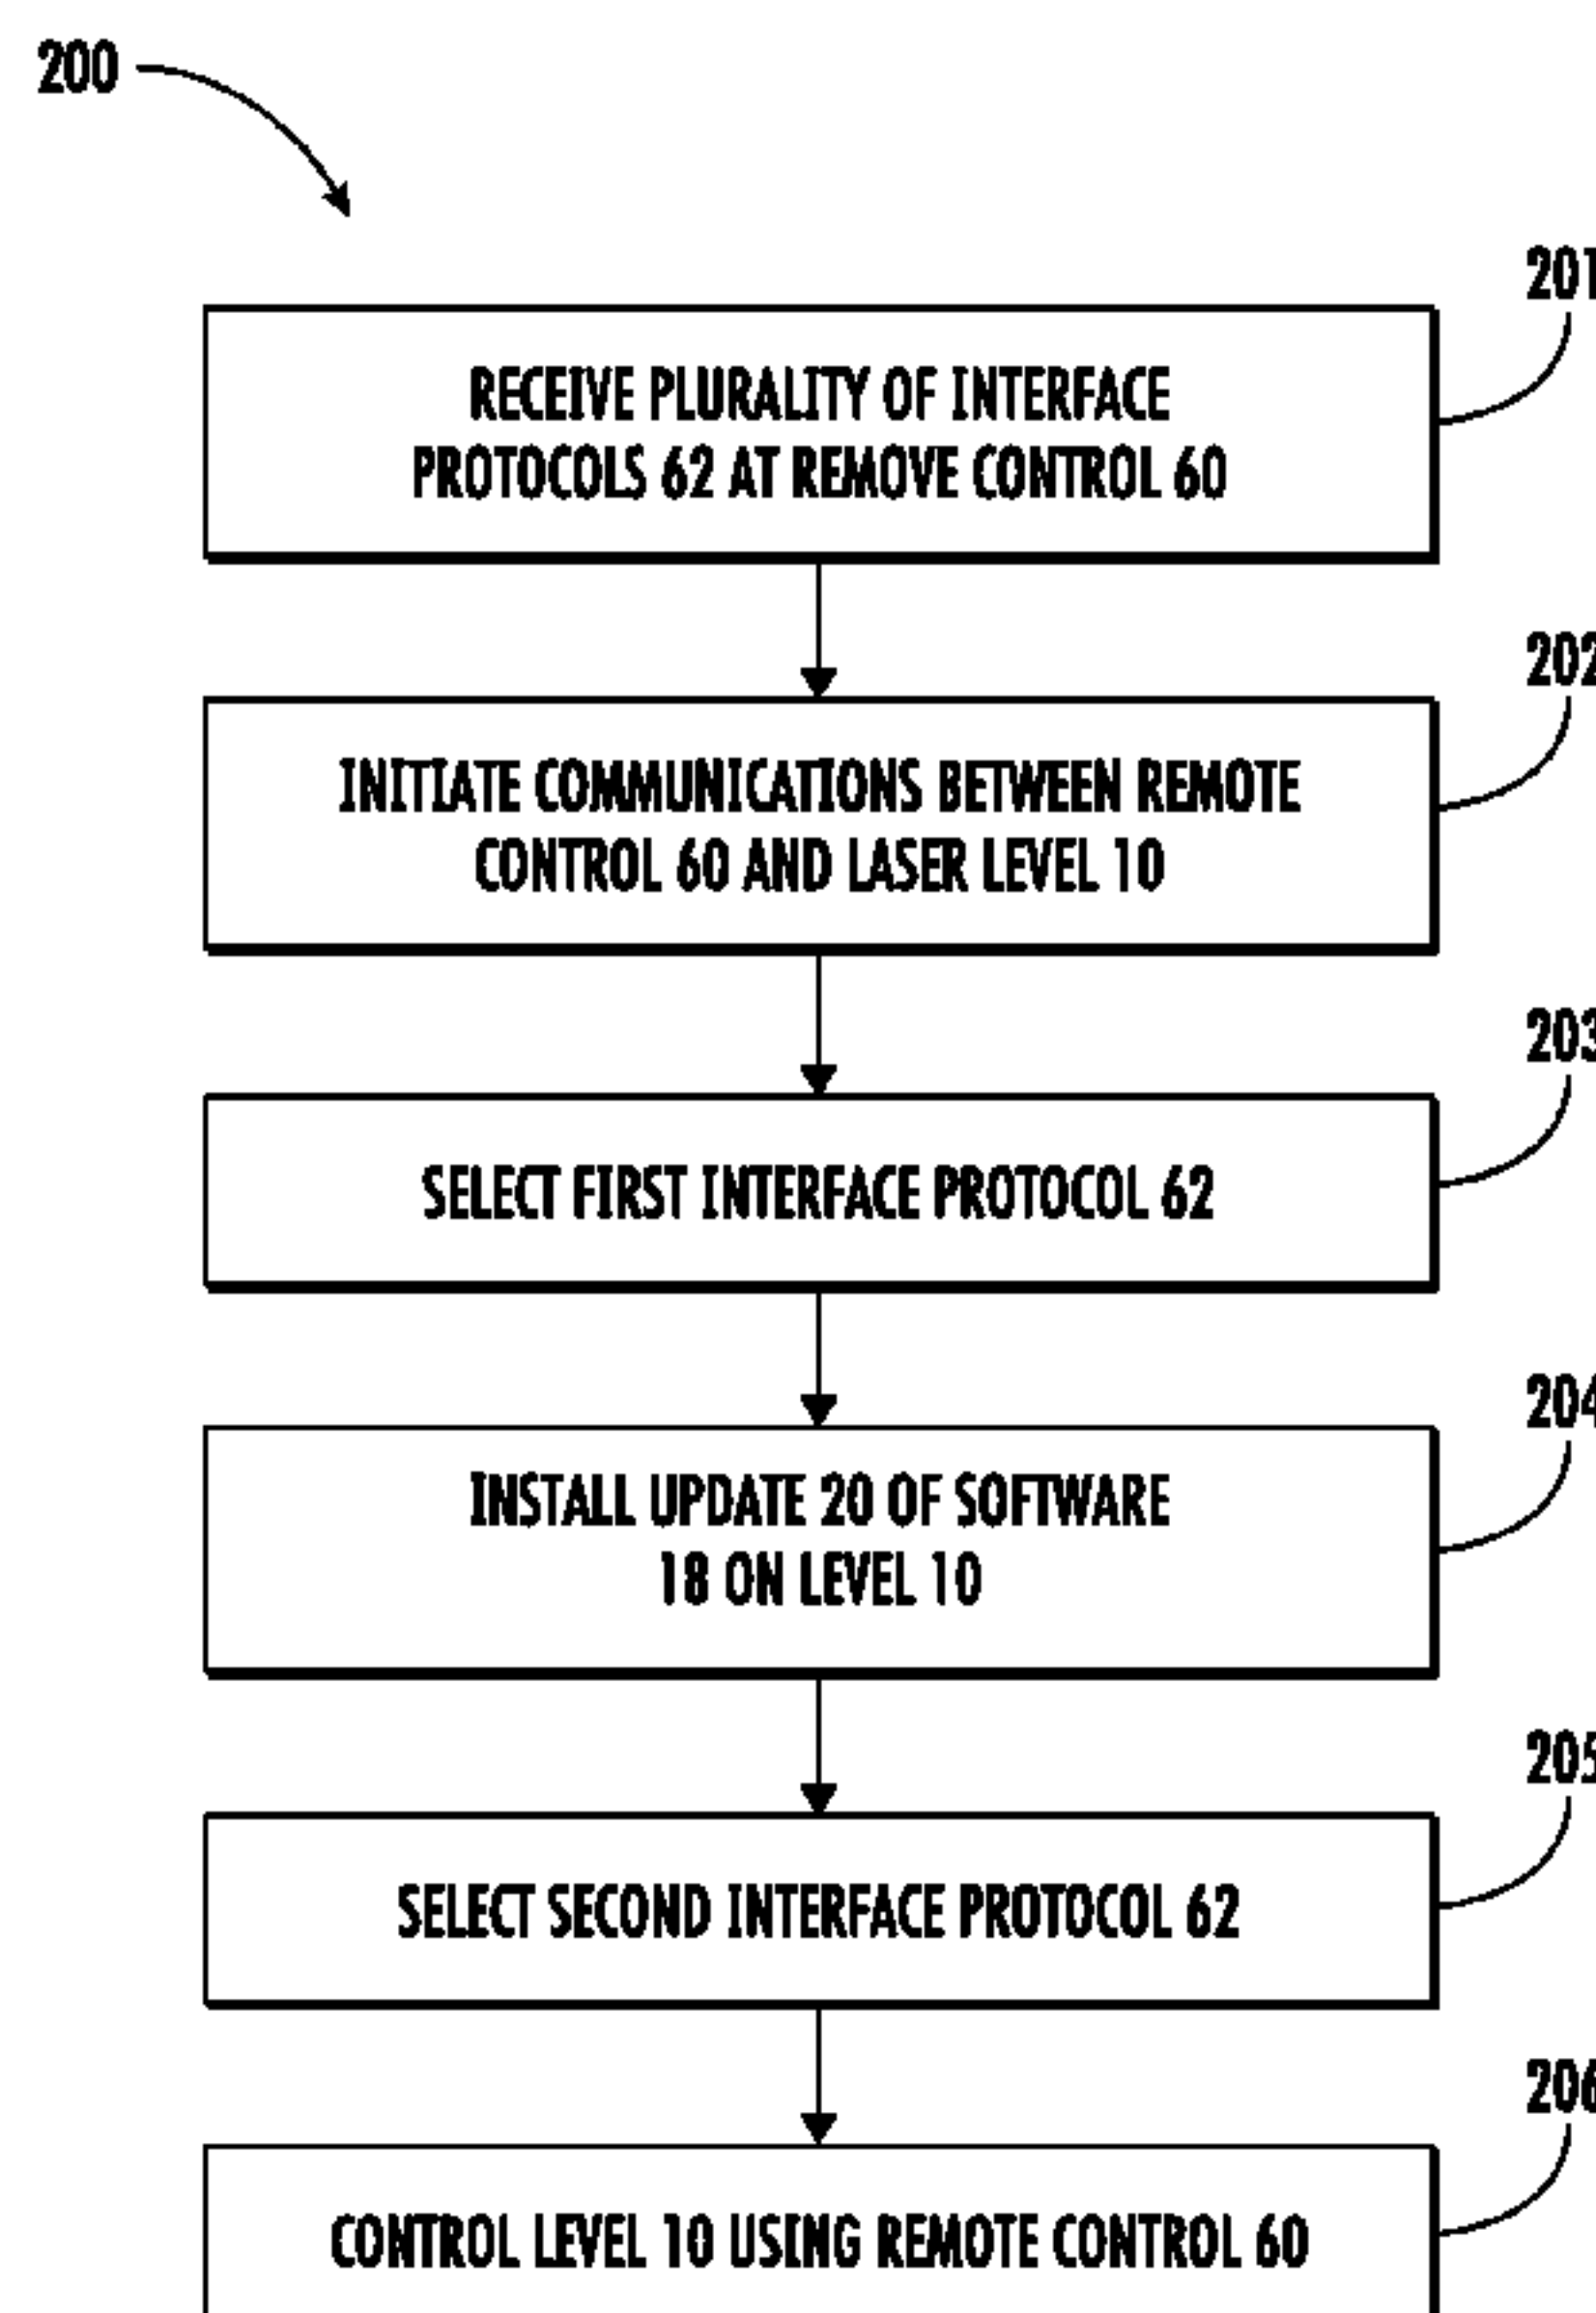 200
201
RECEIVE PLURALITY OF INTERFACE
PROTOCOLS 62 AT REMOVE CONTROL 60
202
INITIATE COMMUNICATIONS BETWEEN REMOTE
CONTROL 60 AND LASER LEVEL 10
203
SELECT FIRST INTERFACE PROTOCOL 62
204
INSTALL UPDATE 20 OF SOFTWARE
18 ON LEVEL 10
205
SELECT SECOND INTERFACE PROTOCOL 62
206
CONTROL LEVEL 10 USING REMOTE CONTROL 60